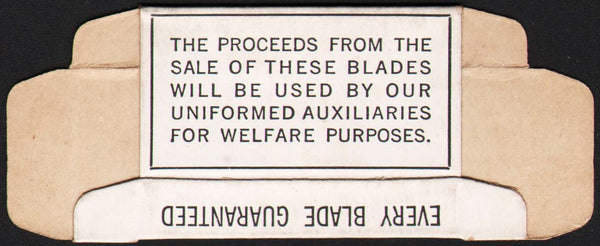 THE PROCEEDS FROM THE
SALE OF THESE BLADES
WILL BE USED BY OUR
UNIFORMED AUXILIARIES
FOR WELFARE PURPOSES.
EVERY BLADE GUARANTEED